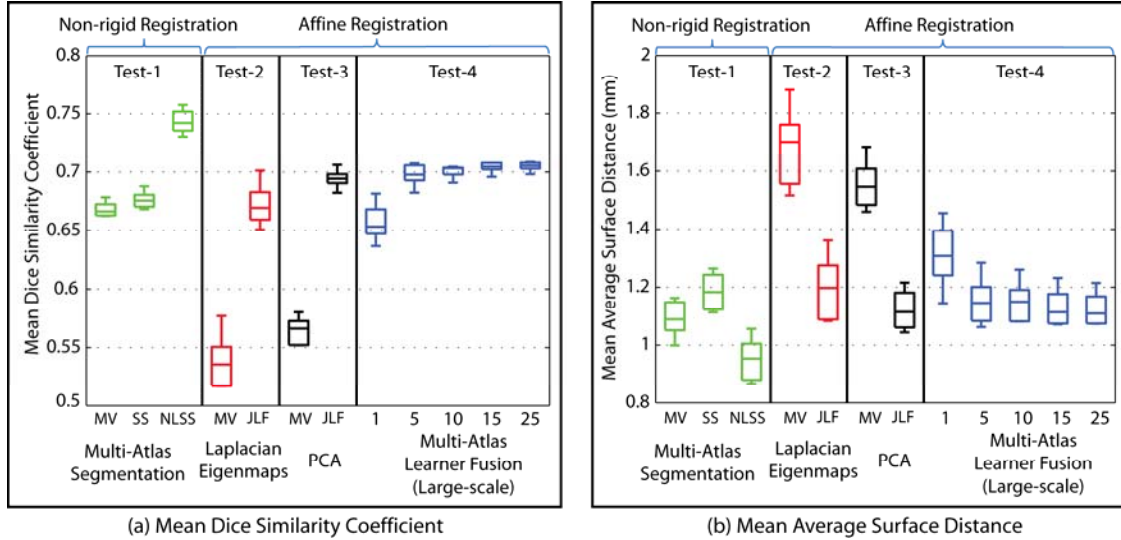 Non-rigid Registration Affine Registration
Test-1 Test-2 Test-3 Test-4
Mean Dice Similarity Coefficient
0.8
0.75
0.7
0.65
0.6
0.55
0.5
MV SS NLSS MV JLF MV JLF 1 5 10 15 25
Multi-Atlas Segmentation
Laplacian Eigenmaps
PCA
Multi-Atlas Learner Fusion (Large-scale)
(a) Mean Dice Similarity Coefficient
Non-rigid Registration Affine Registration
Test-1 Test-2 Test-3 Test-4
Mean Average Surface Distance (mm)
2
1.8
1.6
1.4
1.2
1
0.8
MV SS NLSS MV JLF MV JLF 1 5 10 15 25
Multi-Atlas Segmentation
Laplacian Eigenmaps
PCA
Multi-Atlas Learner Fusion (Large-scale)
(b) Mean Average Surface Distance